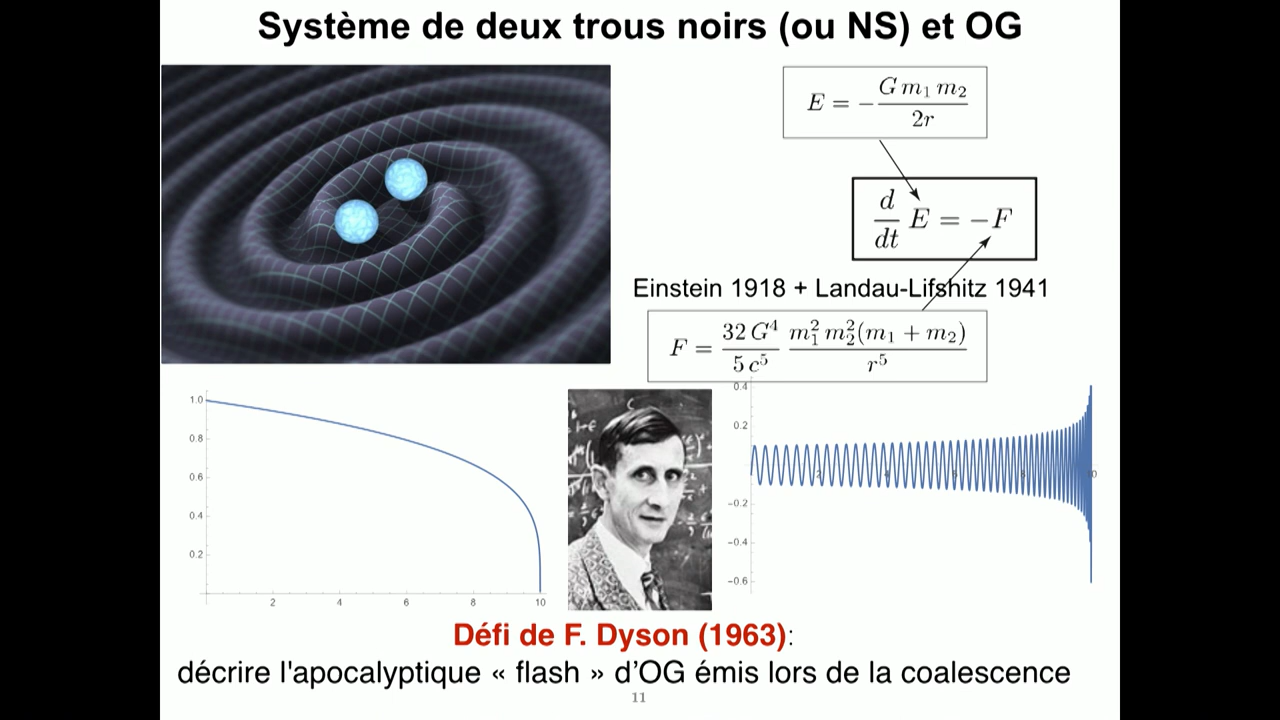 Système de deux trous noirs (ou NS) et OG
E = − G m₁ m₂ / 2r
d/dt E = −F
Einstein 1918 + Landau-Lifshitz 1941
F = 32 G⁴ / 5 c⁵ m₁² m₂² (m₁ + m₂) / r⁵
1.0
0.8
0.6
0.4
0.2
2 4 6 8 10
0.4
0.2
−0.2
−0.4
−0.6
Défi de F. Dyson (1963):
décrire l'apocalyptique « flash » d'OG émis lors de la coalescence
11